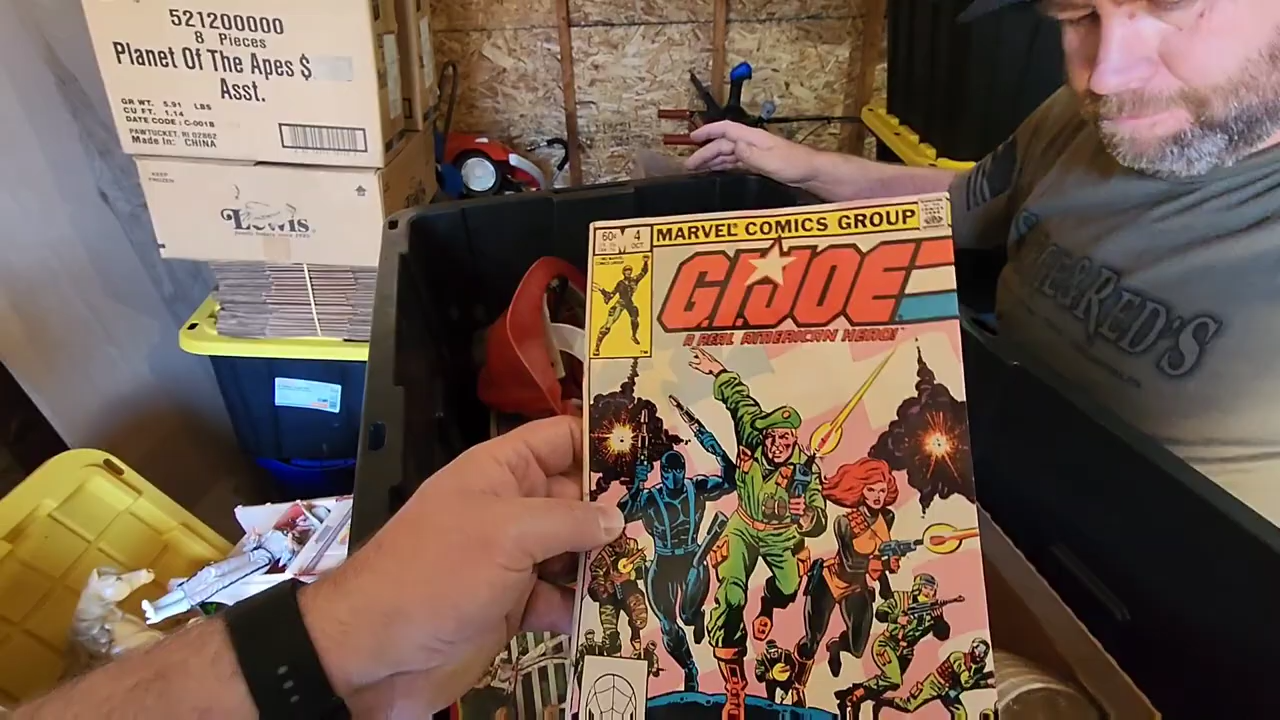 521200000
8 Pieces
Planet Of The Apes $
Asst.
GR WT. 5.91 LBS
CU FT. 1.14
DATE CODE: C-001B
PAWTUCKET, RI 02862
Made In: CHINA
KEEP FROZEN
Lewis
60¢ 4 OCT
MARVEL COMICS GROUP
G.I. JOE
A REAL AMERICAN HERO!
RED'S